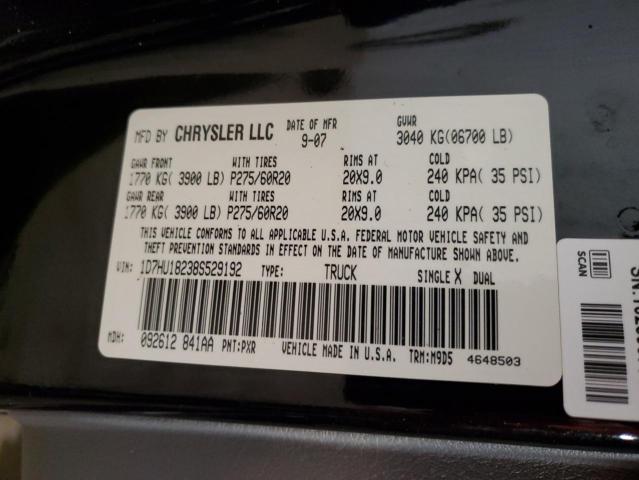 MFD BY CHRYSLER LLC DATE OF MFR 9-07 GVWR 3040 KG(06700 LB)
GAWR FRONT WITH TIRES RIMS AT COLD
1770 KG( 3900 LB) P275/60R20 20X9.0 240 KPA( 35 PSI)
GAWR REAR WITH TIRES RIMS AT COLD
1770 KG( 3900 LB) P275/60R20 20X9.0 240 KPA( 35 PSI)
THIS VEHICLE CONFORMS TO ALL APPLICABLE U.S.A. FEDERAL MOTOR VEHICLE SAFETY AND
THEFT PREVENTION STANDARDS IN EFFECT ON THE DATE OF MANUFACTURE SHOWN ABOVE.
VIN: 1D7HU18238S529192 TYPE: TRUCK SINGLE X DUAL
MDH: 092612 841AA PNT:PXR VEHICLE MADE IN U.S.A. TRM:M9D5 4648503
SCAN